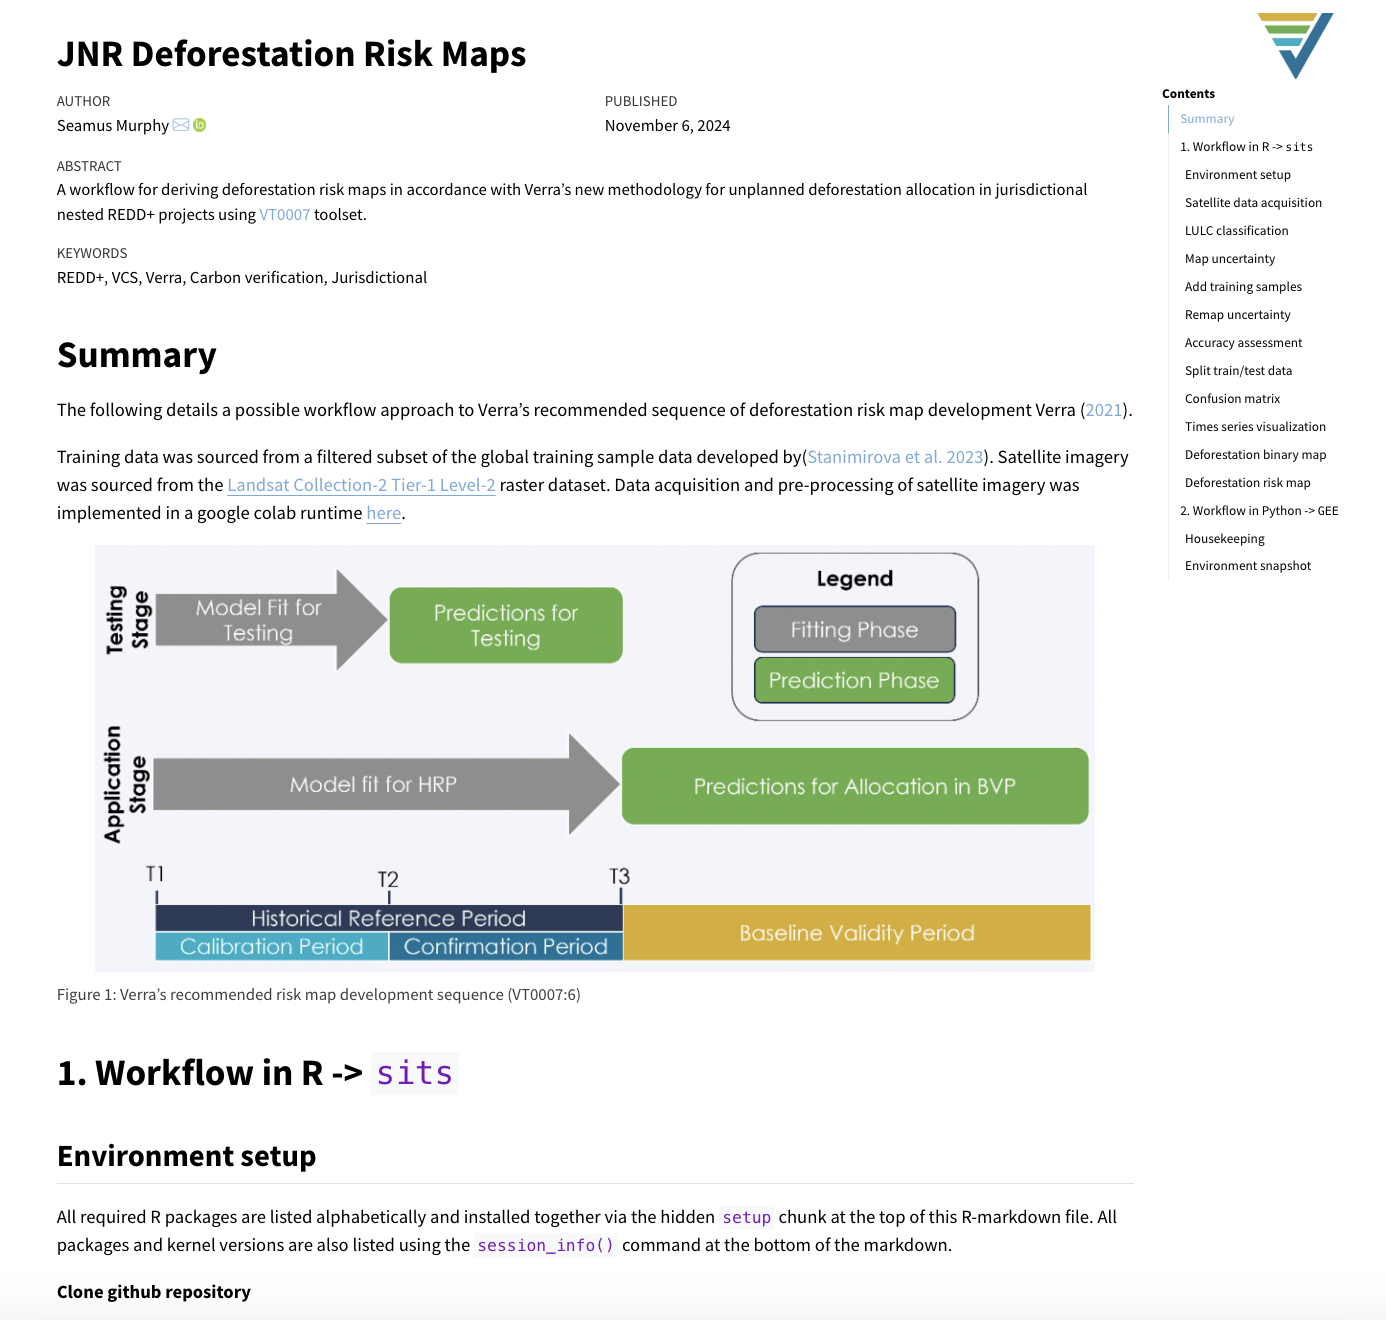 JNR Deforestation Risk Maps
AUTHOR
Seamus Murphy
PUBLISHED
November 6, 2024
ABSTRACT
A workflow for deriving deforestation risk maps in accordance with Verra’s new methodology for unplanned deforestation allocation in jurisdictional
nested REDD+ projects using VT0007 toolset.
KEYWORDS
REDD+, VCS, Verra, Carbon verification, Jurisdictional
Summary
The following details a possible workflow approach to Verra’s recommended sequence of deforestation risk map development Verra (2021).
Training data was sourced from a filtered subset of the global training sample data developed by(Stanimirova et al. 2023). Satellite imagery
was sourced from the Landsat Collection-2 Tier-1 Level-2 raster dataset. Data acquisition and pre-processing of satellite imagery was
implemented in a google colab runtime here.
Testing
Stage
Model Fit for
Testing
Predictions for
Testing
Legend
Fitting Phase
Prediction Phase
Application
Stage
Model fit for HRP
Predictions for Allocation in BVP
T1
T2
T3
Historical Reference Period
Calibration Period
Confirmation Period
Baseline Validity Period
Figure 1: Verra’s recommended risk map development sequence (VT0007:6)
1. Workflow in R -> sits
Environment setup
All required R packages are listed alphabetically and installed together via the hidden setup chunk at the top of this R-markdown file. All
packages and kernel versions are also listed using the session_info() command at the bottom of the markdown.
Clone github repository
Contents
Summary
1. Workflow in R -> sits
Environment setup
Satellite data acquisition
LULC classification
Map uncertainty
Add training samples
Remap uncertainty
Accuracy assessment
Split train/test data
Confusion matrix
Times series visualization
Deforestation binary map
Deforestation risk map
2. Workflow in Python -> GEE
Housekeeping
Environment snapshot